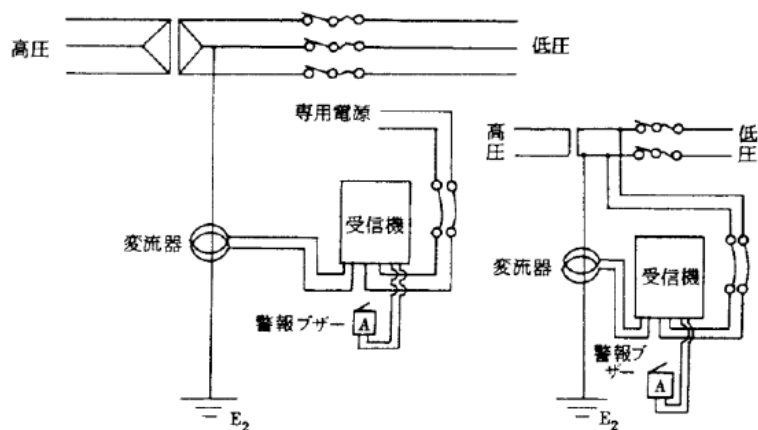 高圧
低圧
専用電源
受信機
変流器
警報ブザー
A
E₂
高
圧
低
圧
受信機
変流器
警報ブ
ザー
A
E₂